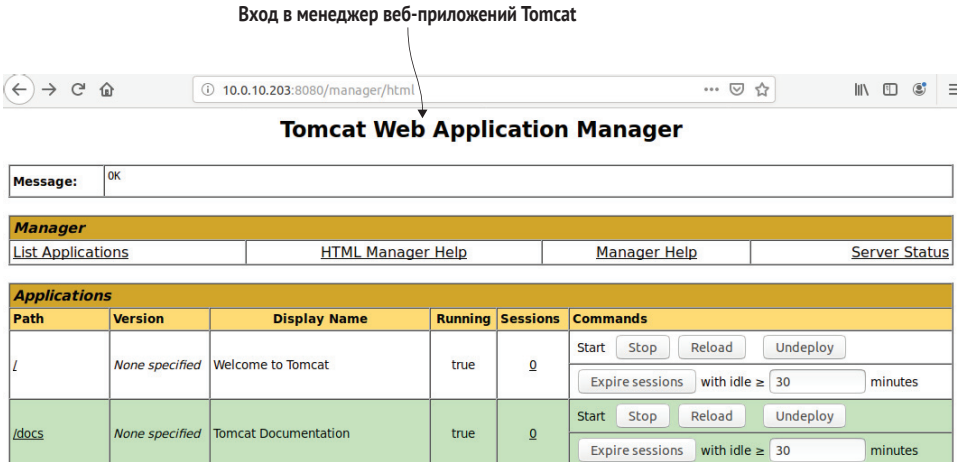 Вход в менеджер веб-приложений Tomcat
10.0.10.203:8080/manager/html
Tomcat Web Application Manager
Message: OK
Manager
List Applications HTML Manager Help Manager Help Server Status
Applications
Path Version Display Name Running Sessions Commands
/ None specified Welcome to Tomcat true 0
Start Stop Reload Undeploy
Expire sessions with idle ≥ 30 minutes
/docs None specified Tomcat Documentation true 0
Start Stop Reload Undeploy
Expire sessions with idle ≥ 30 minutes